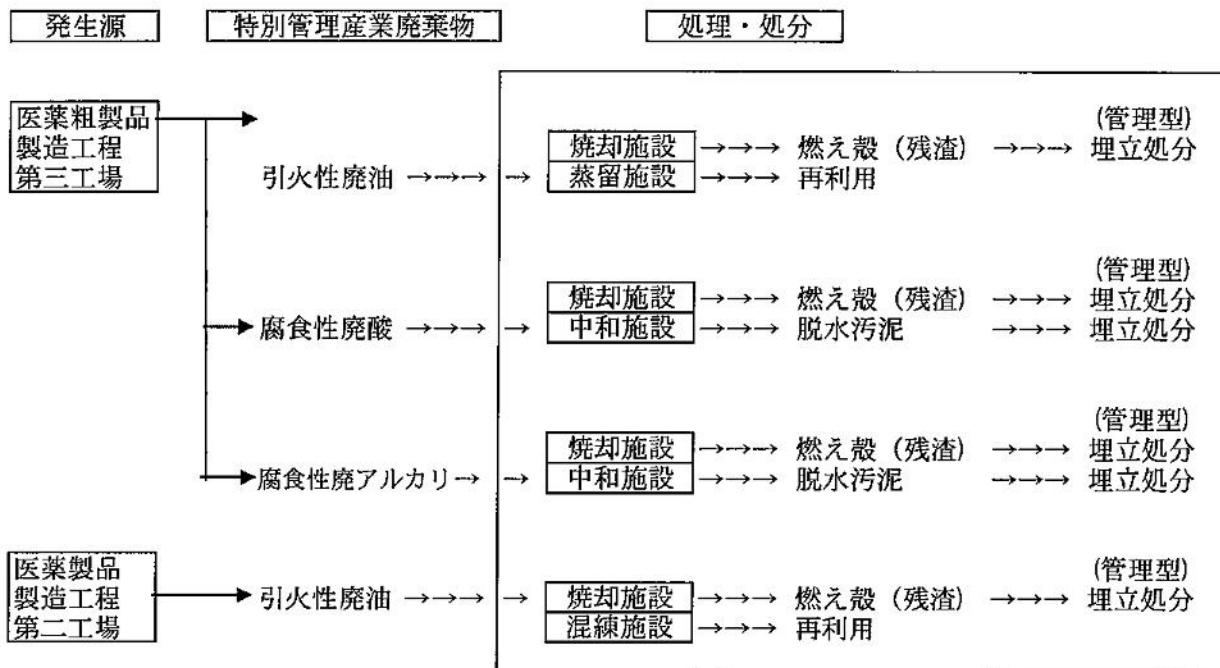 発生源 特別管理産業廃棄物 処理・処分
医薬粗製品
製造工程
第三工場
(管理型)
焼却施設 →→→ 燃え殻（残渣） →→→ 埋立処分
引火性廃油 →→→ → 蒸留施設 →→→ 再利用
(管理型)
焼却施設 →→→ 燃え殻（残渣） →→→ 埋立処分
腐食性廃酸 →→→ → 中和施設 →→→ 脱水汚泥 →→→ 埋立処分
(管理型)
焼却施設 →→→ 燃え殻（残渣） →→→ 埋立処分
腐食性廃アルカリ→ → 中和施設 →→→ 脱水汚泥 →→→ 埋立処分
医薬製品
製造工程
第二工場
(管理型)
引火性廃油 →→→ → 焼却施設 →→→ 燃え殻（残渣） →→→ 埋立処分
混練施設 →→→ 再利用